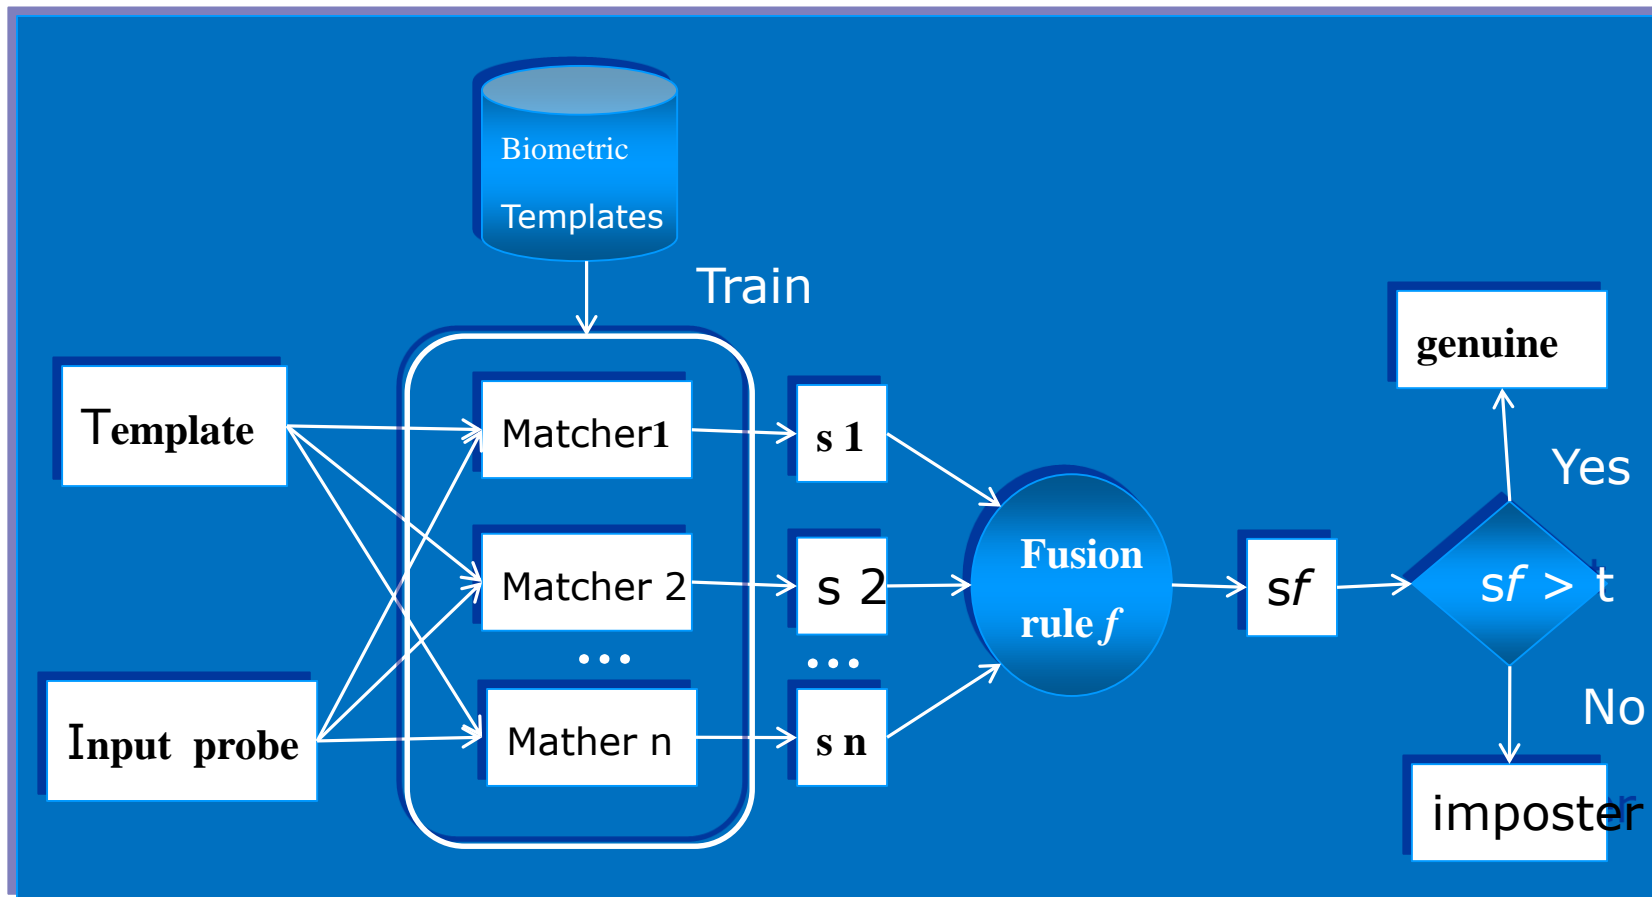 Biometric
Templates
Train
Template
Input probe
Matcher1
Matcher 2
...
Mather n
s 1
s 2
...
s n
Fusion
rule f
sf
sf > t
Yes
genuine
No
imposter